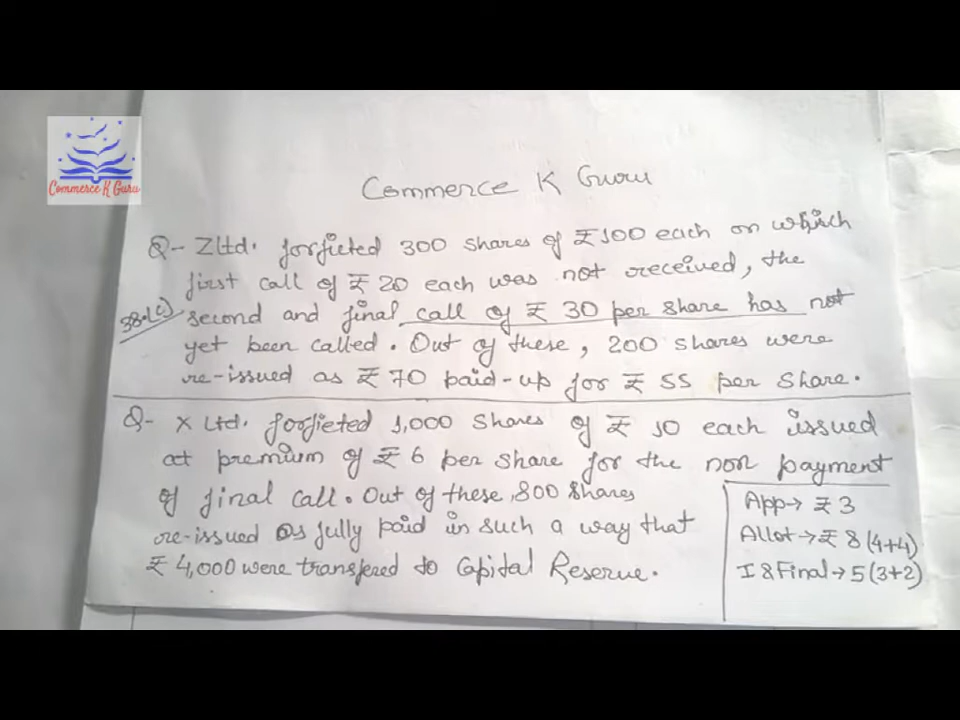 Commerce K Guru
Commerce K Guru
Q- Z Ltd. forfieted 300 shares of ₹100 each on which
first call of ₹ 20 each was not received, the
38.(C) second and final call of ₹ 30 per share has not
yet been called. Out of these, 200 shares were
re-issued as ₹ 70 paid-up for ₹ 55 per share.
Q- X Ltd. forfieted 1,000 shares of ₹ 10 each issued
at premium of ₹ 6 per share for the non payment
of final call. Out of these, 800 shares
re-issued as fully paid in such a way that
₹ 4,000 were transfered to Capital Reserve.
App→ ₹ 3
Allot→ ₹ 8 (4+4)
I & Final→ 5 (3+2)